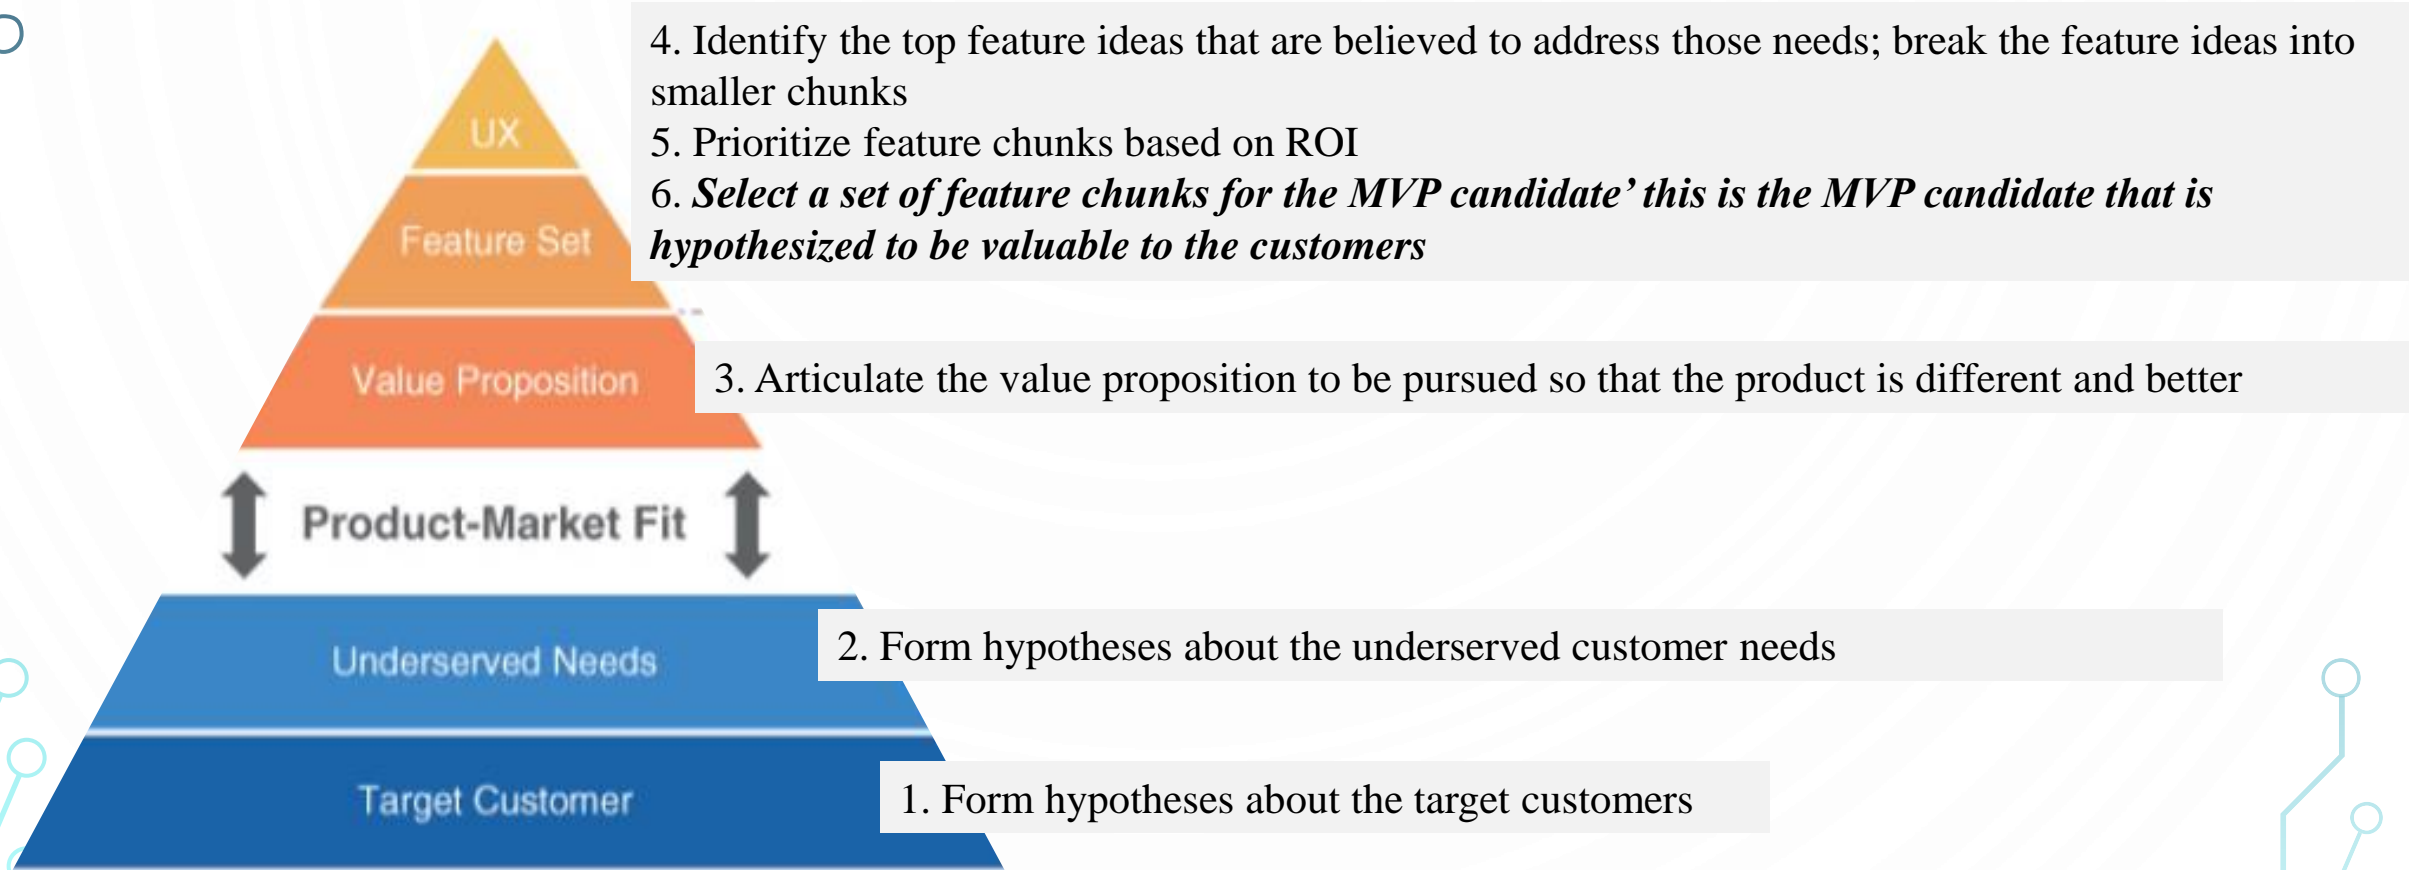 4. Identify the top feature ideas that are believed to address those needs; break the feature ideas into
smaller chunks
5. Prioritize feature chunks based on ROI
6. Select a set of feature chunks for the MVP candidate’ this is the MVP candidate that is
hypothesized to be valuable to the customers
UX
Feature Set
Value Proposition
3. Articulate the value proposition to be pursued so that the product is different and better
Product-Market Fit
Underserved Needs
2. Form hypotheses about the underserved customer needs
Target Customer
1. Form hypotheses about the target customers